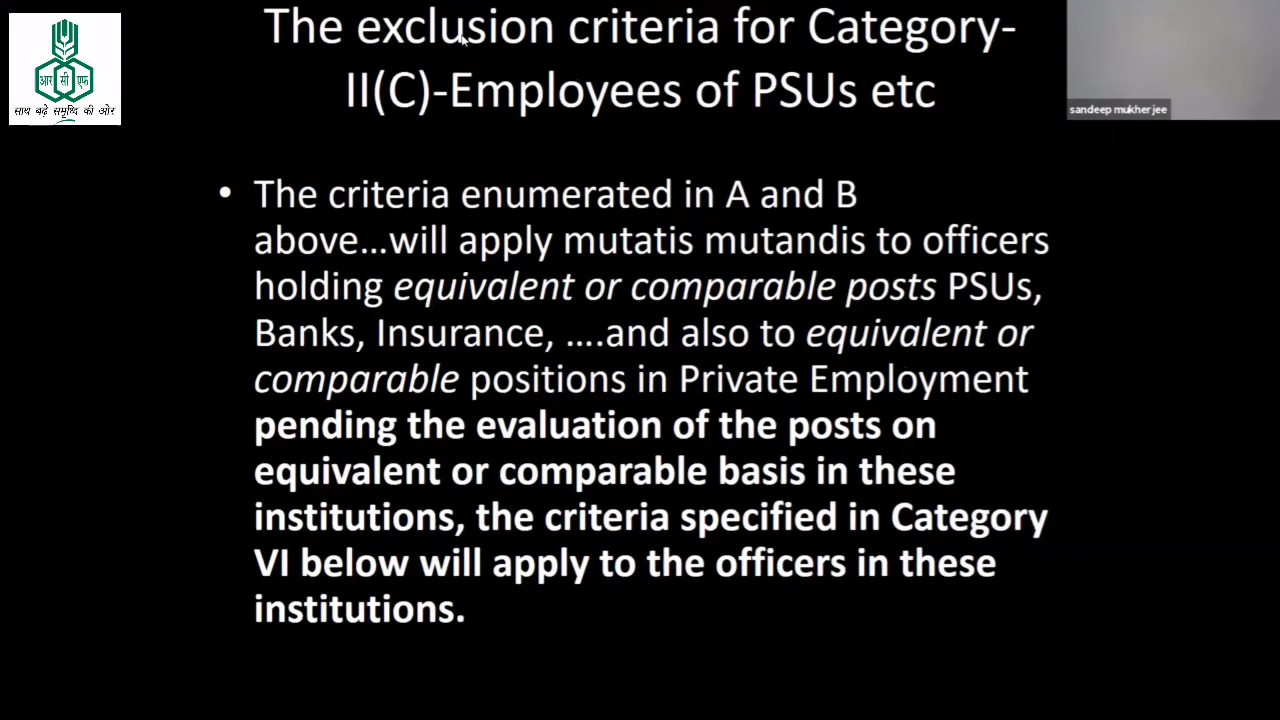 The exclusion criteria for Category-
II(C)-Employees of PSUs etc
आर सी एफ
साथ बढ़े समृध्दि की ओर
sandeep mukherjee
• The criteria enumerated in A and B
above...will apply mutatis mutandis to officers
holding equivalent or comparable posts PSUs,
Banks, Insurance, ....and also to equivalent or
comparable positions in Private Employment
pending the evaluation of the posts on
equivalent or comparable basis in these
institutions, the criteria specified in Category
VI below will apply to the officers in these
institutions.